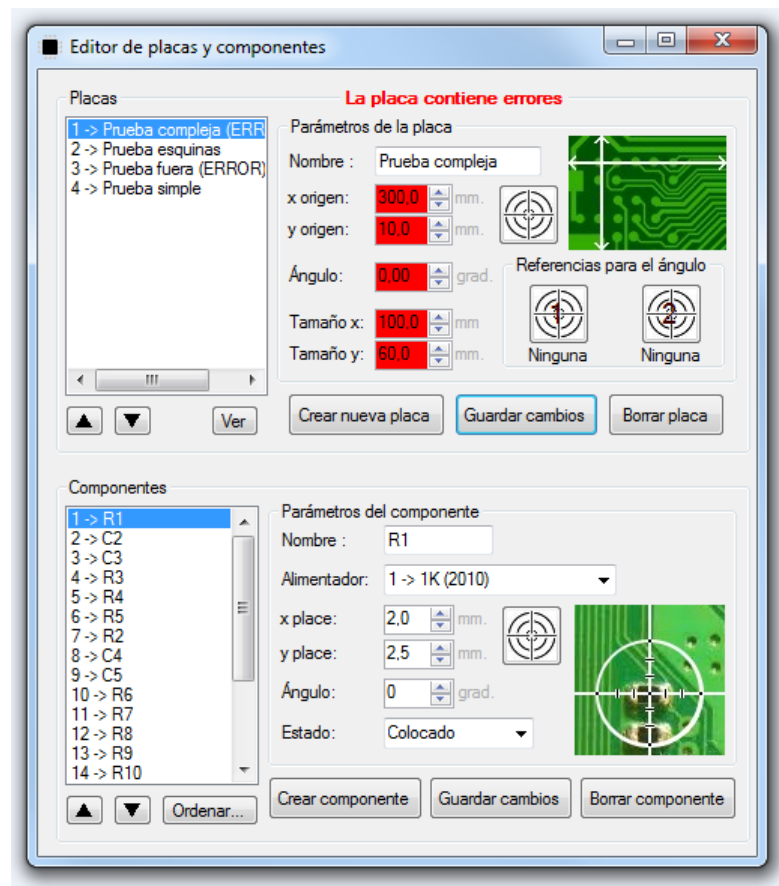 Editor de placas y componentes
Placas
La placa contiene errores
1 -> Prueba compleja (ERR
2 -> Prueba esquinas
3 -> Prueba fuera (ERROR)
4 -> Prueba simple
Ver
Parámetros de la placa
Nombre : Prueba compleja
x origen: 300,0 mm.
y origen: 10,0 mm.
Ángulo: 0,00 grad.
Tamaño x: 100,0 mm
Tamaño y: 60,0 mm.
Referencias para el ángulo
1 2
Ninguna Ninguna
Crear nueva placa Guardar cambios Borrar placa
Componentes
1 -> R1
2 -> C2
3 -> C3
4 -> R3
5 -> R4
6 -> R5
7 -> R2
8 -> C4
9 -> C5
10 -> R6
11 -> R7
12 -> R8
13 -> R9
14 -> R10
Ordenar...
Parámetros del componente
Nombre : R1
Alimentador: 1 -> 1K (2010)
x place: 2,0 mm.
y place: 2,5 mm.
Ángulo: 0 grad.
Estado: Colocado
Crear componente Guardar cambios Borrar componente